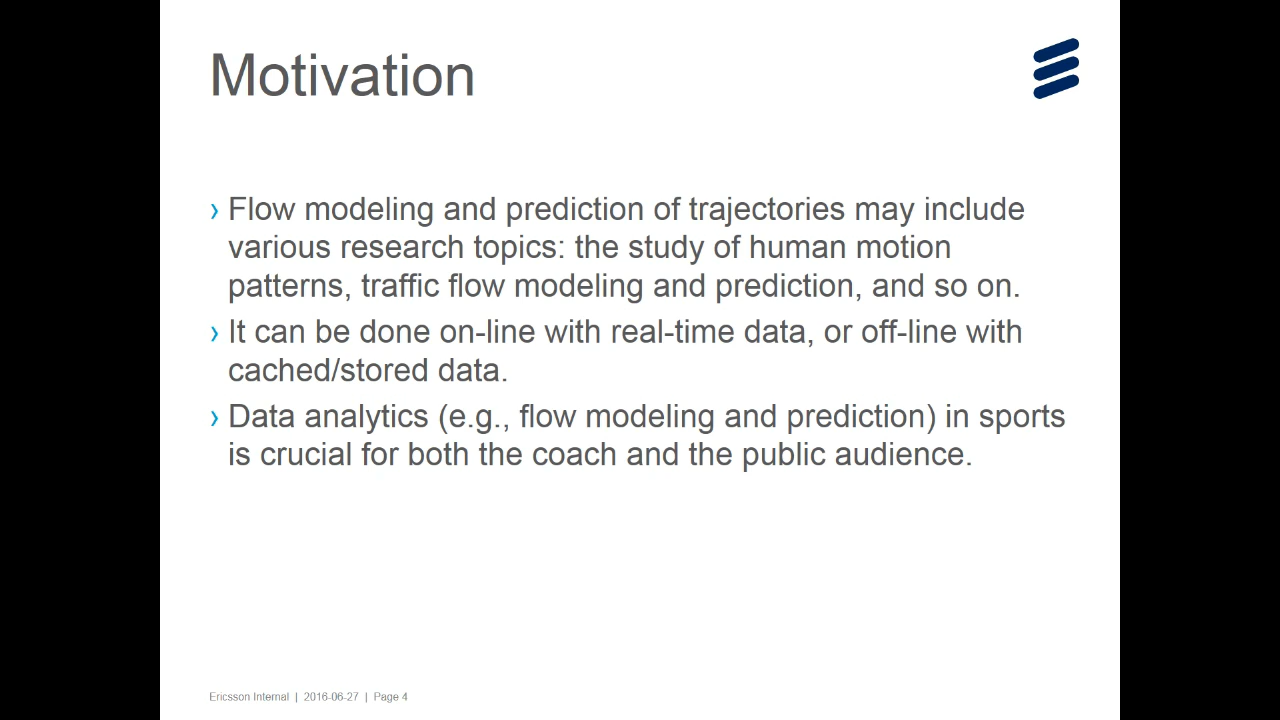 Motivation
› Flow modeling and prediction of trajectories may include
various research topics: the study of human motion
patterns, traffic flow modeling and prediction, and so on.
› It can be done on-line with real-time data, or off-line with
cached/stored data.
› Data analytics (e.g., flow modeling and prediction) in sports
is crucial for both the coach and the public audience.
Ericsson Internal | 2016-06-27 | Page 4